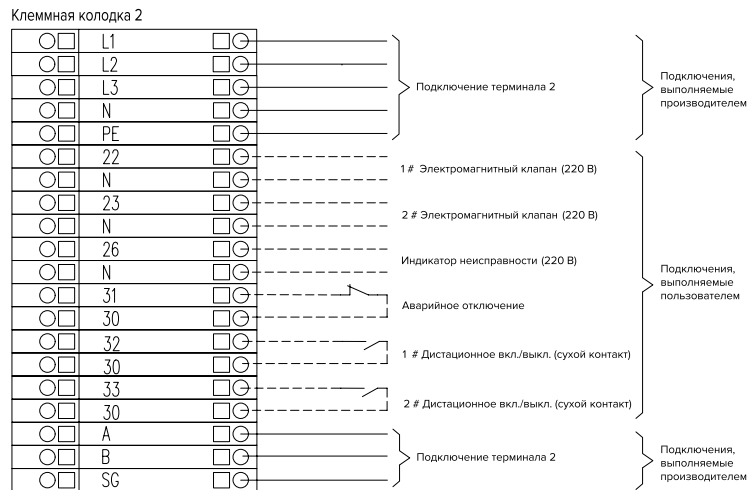 Клеммная колодка 2
L1
L2
L3
N
PE
Подключение терминала 2
Подключения,
выполняемые
производителем
22
N
1 # Электромагнитный клапан (220 В)
23
N
2 # Электромагнитный клапан (220 В)
26
N
Индикатор неисправности (220 В)
31
30
Аварийное отключение
32
30
1 # Дистационное вкл./выкл. (сухой контакт)
33
30
2 # Дистационное вкл./выкл. (сухой контакт)
Подключения,
выполняемые
пользователем
A
B
SG
Подключение терминала 2
Подключения,
выполняемые
производителем